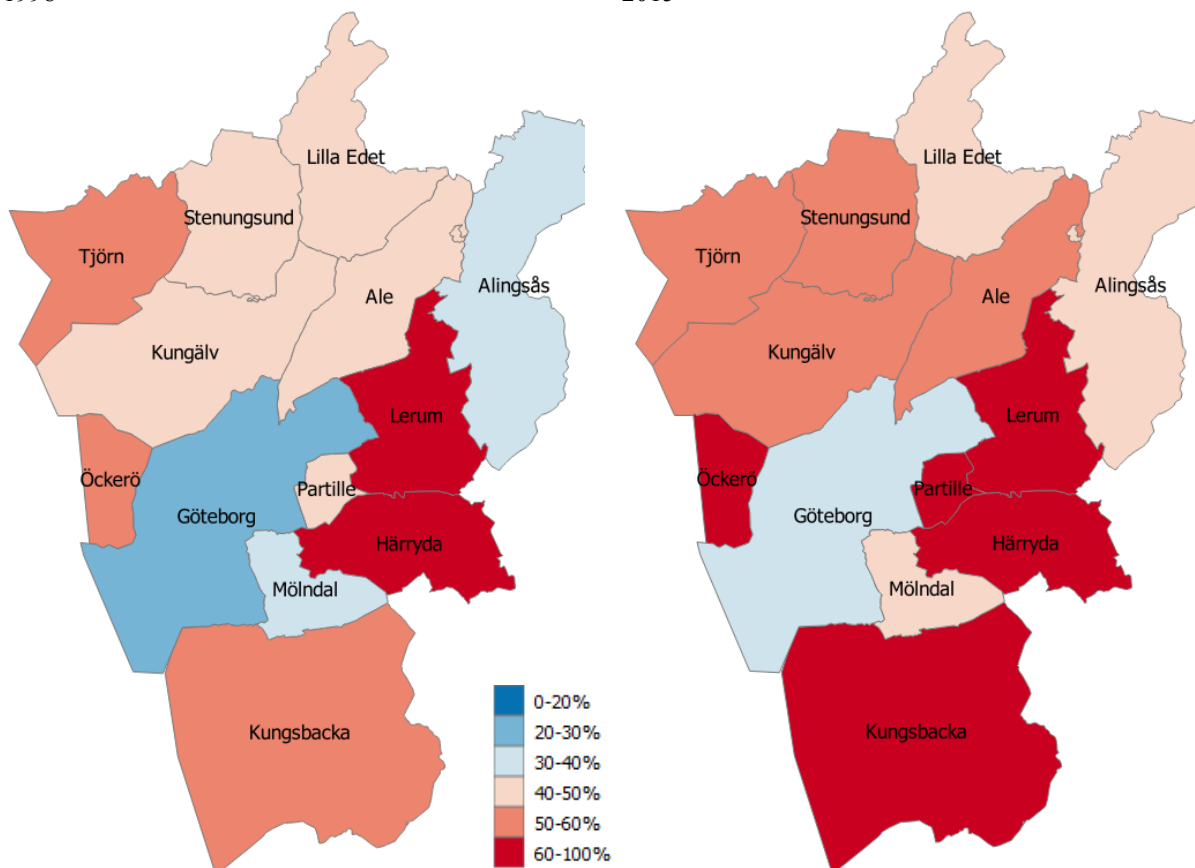 Lilla Edet
Stenungsund
Tjörn
Ale
Alingsås
Kungälv
Lerum
Öckerö
Partille
Göteborg
Härryda
Mölndal
Kungsbacka
0-20%
20-30%
30-40%
40-50%
50-60%
60-100%
Lilla Edet
Stenungsund
Tjörn
Ale
Alingsås
Kungälv
Lerum
Öckerö
Partille
Göteborg
Härryda
Mölndal
Kungsbacka